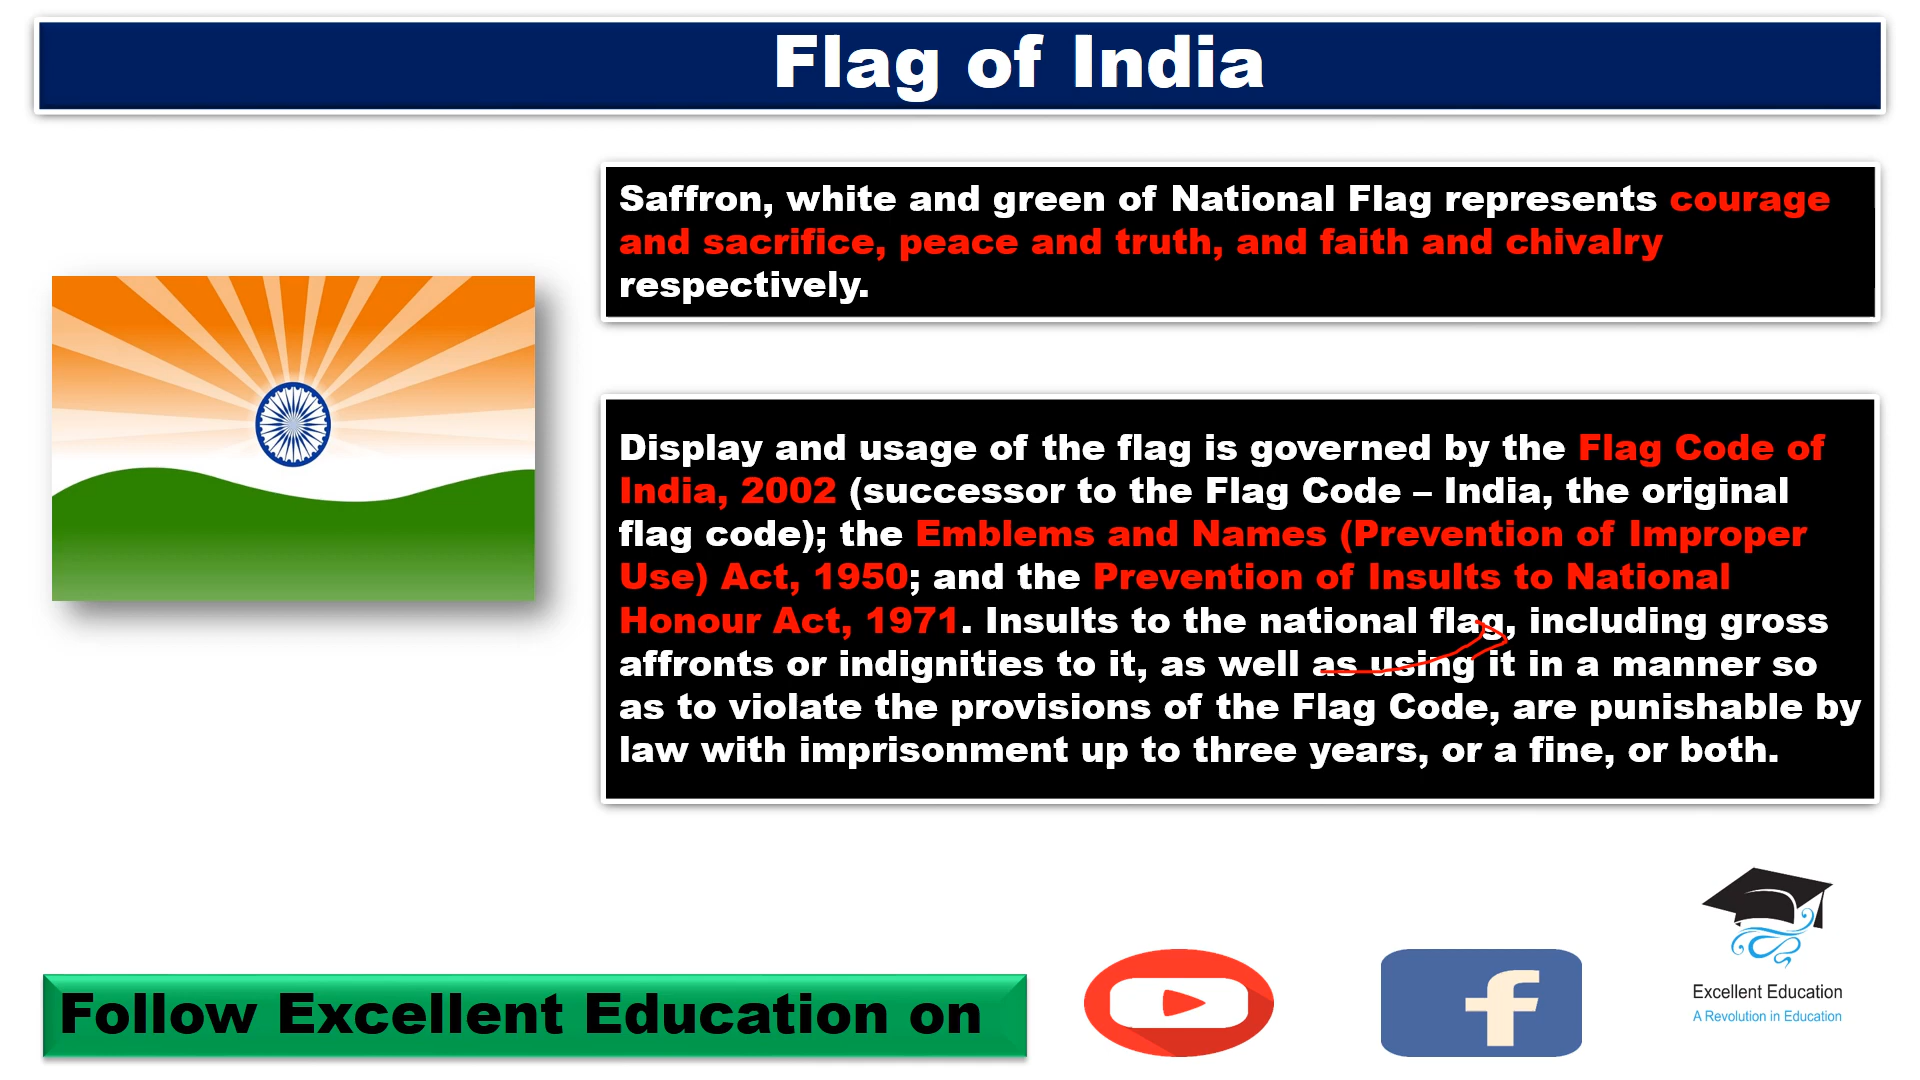 Flag of India
Saffron, white and green of National Flag represents courage
and sacrifice, peace and truth, and faith and chivalry
respectively.
Display and usage of the flag is governed by the Flag Code of
India, 2002 (successor to the Flag Code – India, the original
flag code); the Emblems and Names (Prevention of Improper
Use) Act, 1950; and the Prevention of Insults to National
Honour Act, 1971. Insults to the national flag, including gross
affronts or indignities to it, as well as using it in a manner so
as to violate the provisions of the Flag Code, are punishable by
law with imprisonment up to three years, or a fine, or both.
Follow Excellent Education on
f
Excellent Education
A Revolution in Education